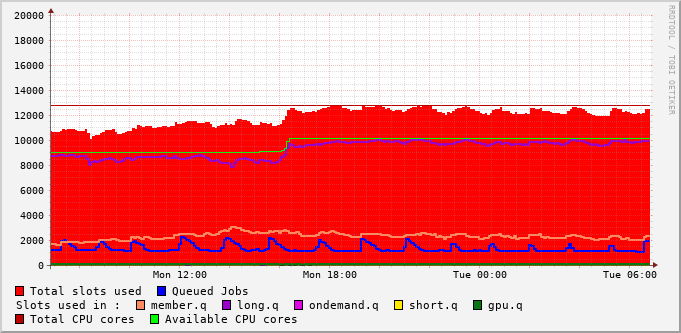 20000
18000
16000
14000
12000
10000
8000
6000
4000
2000
0
Mon 12:00 Mon 18:00 Tue 00:00 Tue 06:00
Total slots used Queued Jobs
Slots used in : member.q long.q ondemand.q short.q gpu.q
Total CPU cores Available CPU cores
RRDTOOL / TOBI OETIKER